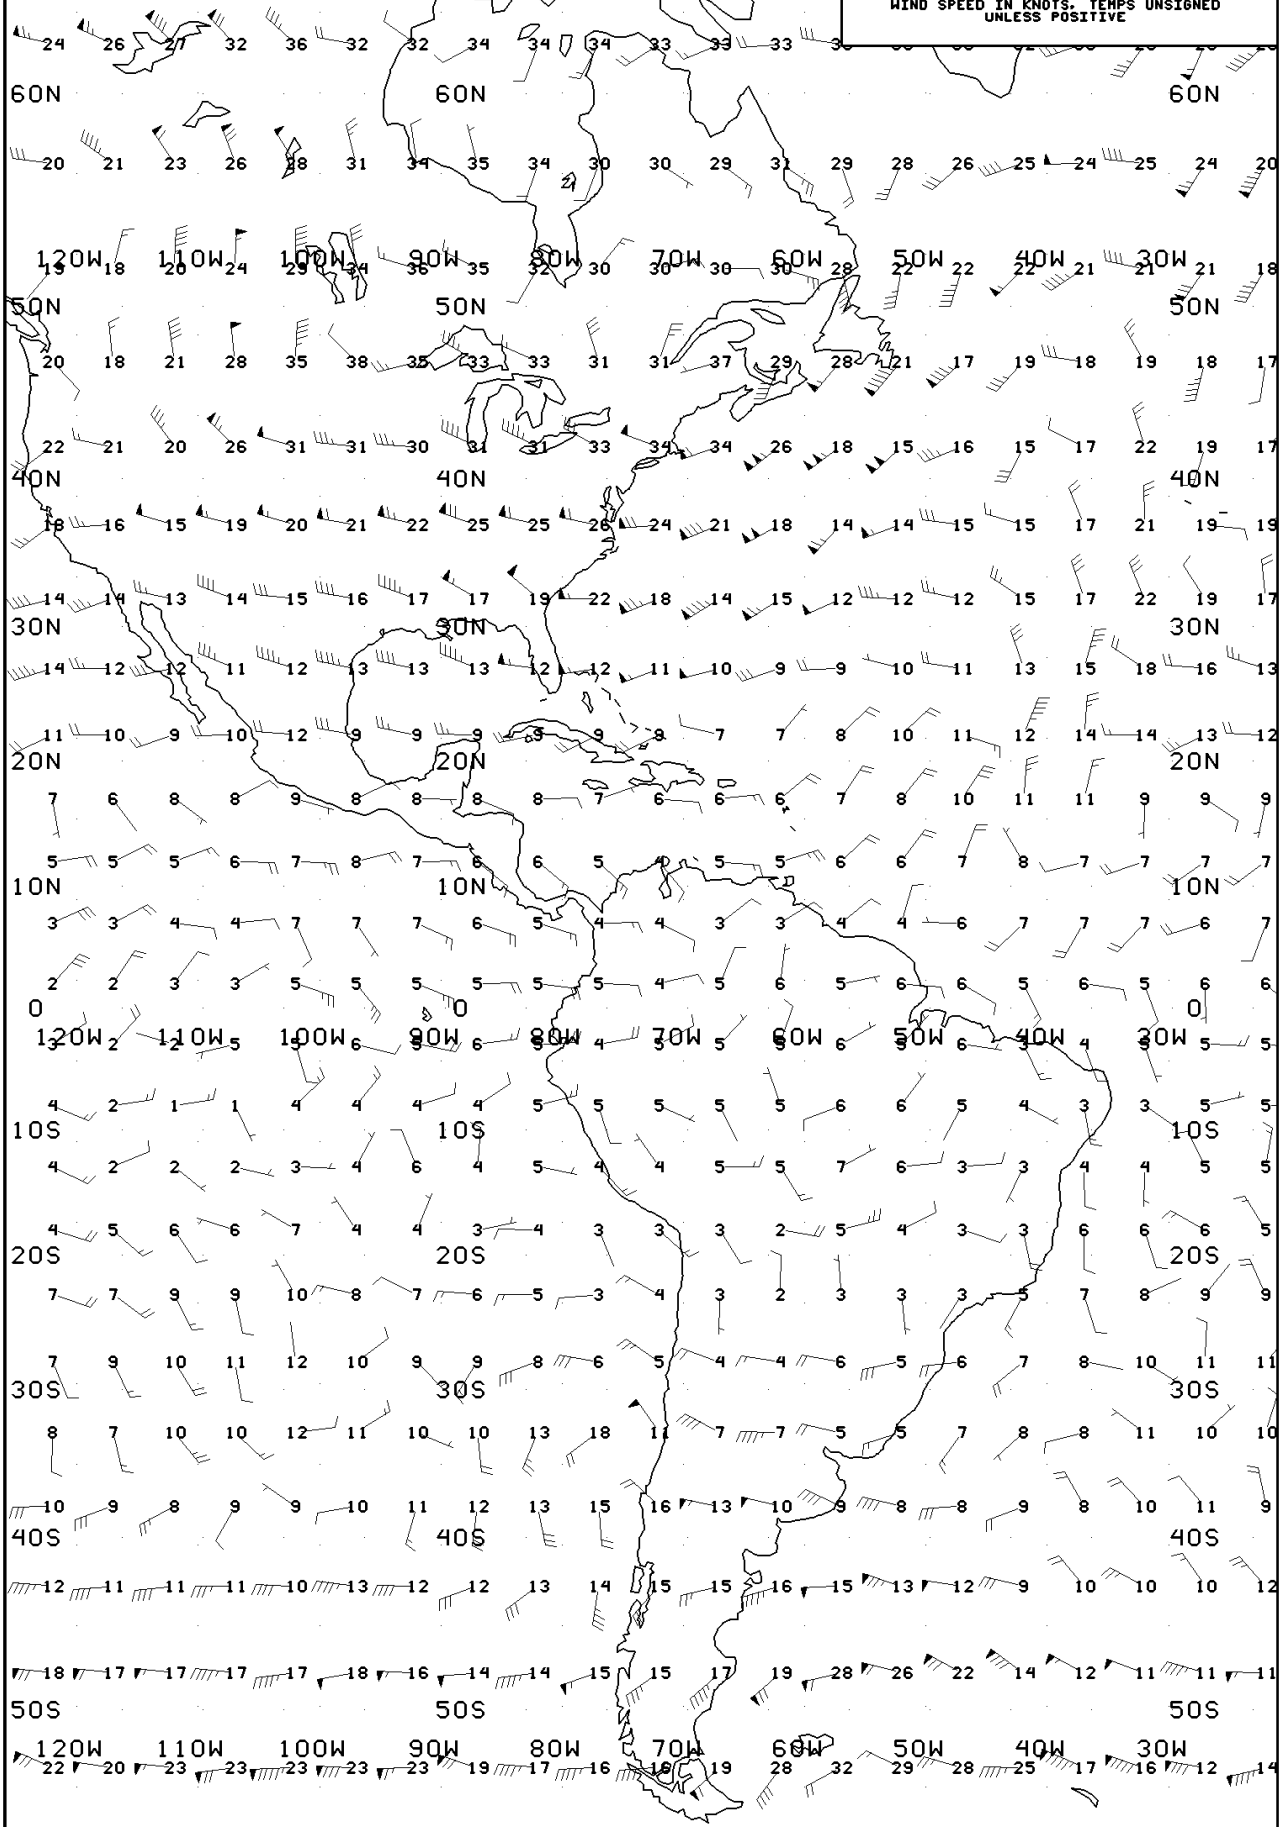 WIND SPEED IN KNOTS. TEMPS UNSIGNED
UNLESS POSITIVE
24 26 27 32 36 32 32 34 34 34 33 33 33
60N 60N 60N
20 21 23 26 28 31 34 35 34 30 30 29 31 29 28 26 25 24 25 24 20
120W 110W 100W 90W 80W 70W 60W 50W 40W 30W
19 18 20 24 29 34 36 35 32 30 30 30 30 28 22 22 22 21 21 21 18
50N 50N 50N
20 18 21 28 35 38 35 33 33 31 31 37 29 28 21 17 19 18 19 18 17
22 21 20 26 31 31 30 31 31 33 34 34 26 18 15 16 15 17 22 19 17
40N 40N 40N
18 16 15 19 20 21 22 25 25 26 24 21 18 14 14 15 15 17 21 19 19
14 14 13 14 15 16 17 17 19 22 18 14 15 12 12 12 15 17 22 19 17
30N 30N 30N
14 12 12 11 12 13 13 13 12 12 11 10 9 9 10 11 13 15 18 16 13
11 10 9 10 12 9 9 9 9 9 9 7 7 8 10 11 12 14 14 13 12
20N 20N 20N
7 6 8 8 9 8 8 8 8 7 6 6 6 7 8 10 11 11 9 9 9
5 5 5 6 7 8 7 6 6 5 4 5 5 6 6 7 8 7 7 7 7
10N 10N 10N
3 3 4 4 7 7 7 6 5 4 4 3 3 4 4 6 7 7 7 6 7
2 2 3 3 5 5 5 5 5 5 4 5 6 5 6 6 5 6 5 6 6
0 0 0
120W 110W 100W 90W 80W 70W 60W 50W 40W 30W
3 2 2 5 5 6 5 6 5 4 5 5 5 6 5 6 3 4 3 5 5
4 2 1 1 4 4 4 4 5 5 5 5 5 6 6 5 4 3 3 5 5
10S 10S 10S
4 2 2 2 3 4 6 4 5 4 4 5 5 7 6 3 3 4 4 5 5
4 5 6 6 7 4 4 3 4 3 3 3 2 5 4 3 3 6 6 6 5
20S 20S 20S
7 7 9 9 10 8 7 6 5 3 4 3 2 3 3 3 5 7 8 9 9
7 9 10 11 12 10 9 9 8 6 5 4 4 6 5 6 7 8 10 11 11
30S 30S 30S
8 7 10 10 12 11 10 10 13 18 11 7 7 5 5 7 8 8 11 10 10
10 9 8 9 9 10 11 12 13 15 16 13 10 9 8 8 9 8 10 11 9
40S 40S 40S
12 11 11 11 10 13 12 12 13 14 15 15 16 15 13 12 9 10 10 10 12
18 17 17 17 17 18 16 14 14 15 15 17 19 28 26 22 14 12 11 11 11
50S 50S 50S
120W 110W 100W 90W 80W 70W 60W 50W 40W 30W
22 20 23 23 23 23 23 19 17 16 19 28 32 29 28 25 17 16 12 14